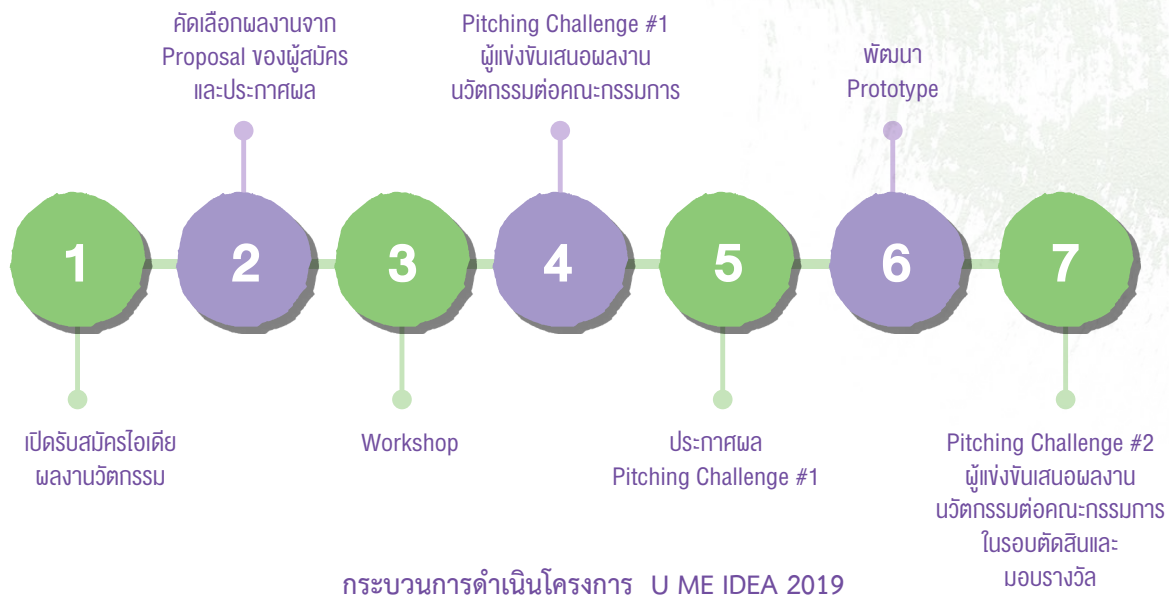 คัดเลือกผลงานจาก
Proposal ของผู้สมัคร
และประกาศผล
Pitching Challenge #1
ผู้แข่งขันเสนอผลงาน
นวัตกรรมต่อคณะกรรมการ
พัฒนา
Prototype
1
2
3
4
5
6
7
เปิดรับสมัครไอเดีย
ผลงานนวัตกรรม
Workshop
ประกาศผล
Pitching Challenge #1
Pitching Challenge #2
ผู้แข่งขันเสนอผลงาน
นวัตกรรมต่อคณะกรรมการ
ในรอบตัดสินและ
มอบรางวัล
กระบวนการดำเนินโครงการ U ME IDEA 2019